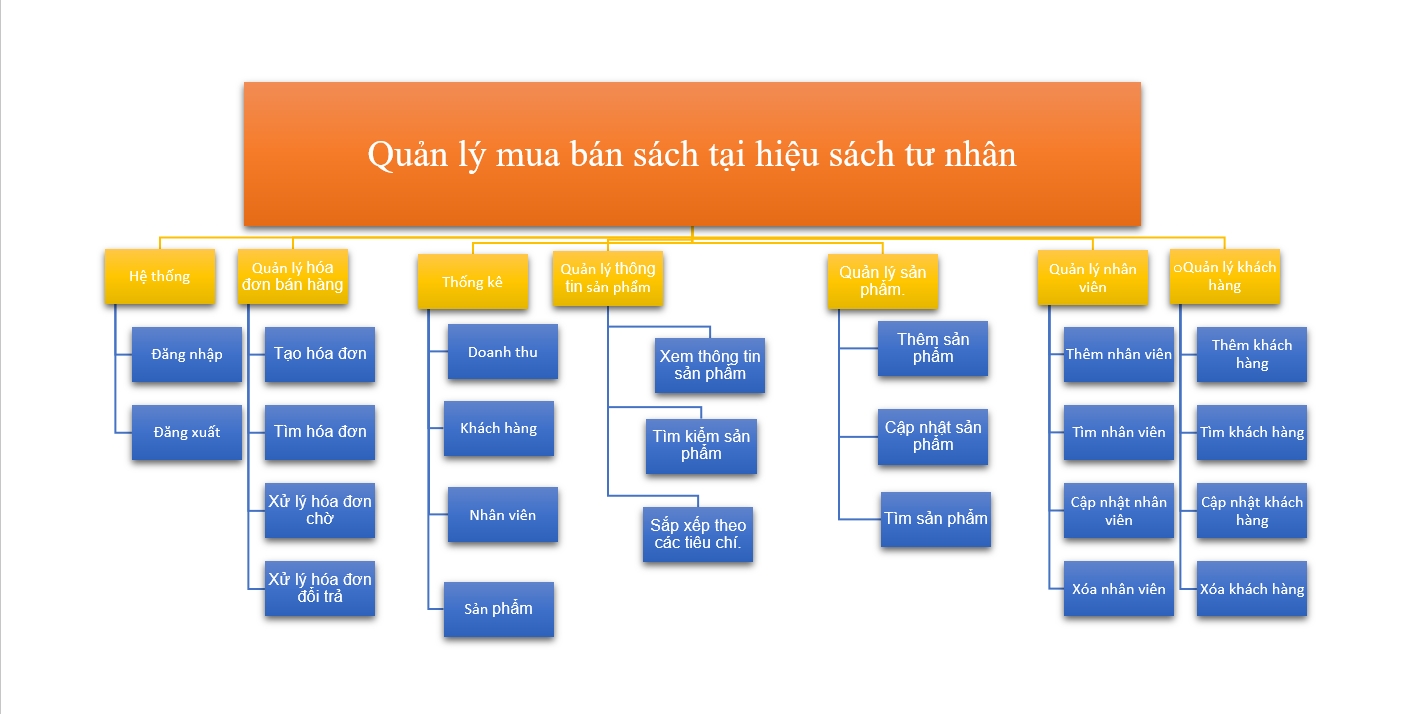 Quản lý mua bán sách tại hiệu sách tư nhân
Hệ thống
Đăng nhập
Đăng xuất
Quản lý hóa
đơn bán hàng
Tạo hóa đơn
Tìm hóa đơn
Xử lý hóa đơn
chờ
Xử lý hóa đơn
đổi trả
Thống kê
Doanh thu
Khách hàng
Nhân viên
Sản phẩm
Quản lý thông
tin sản phẩm
Xem thông tin
sản phẩm
Tìm kiểm sản
phẩm
Sắp xếp theo
các tiêu chí.
Quản lý sản
phẩm.
Thêm sản
phẩm
Cập nhật sản
phẩm
Tìm sản phẩm
Quản lý nhân
viên
Thêm nhân viên
Tìm nhân viên
Cập nhật nhân
viên
Xóa nhân viên
oQuản lý khách
hàng
Thêm khách
hàng
Tìm khách hàng
Cập nhật khách
hàng
Xóa khách hàng